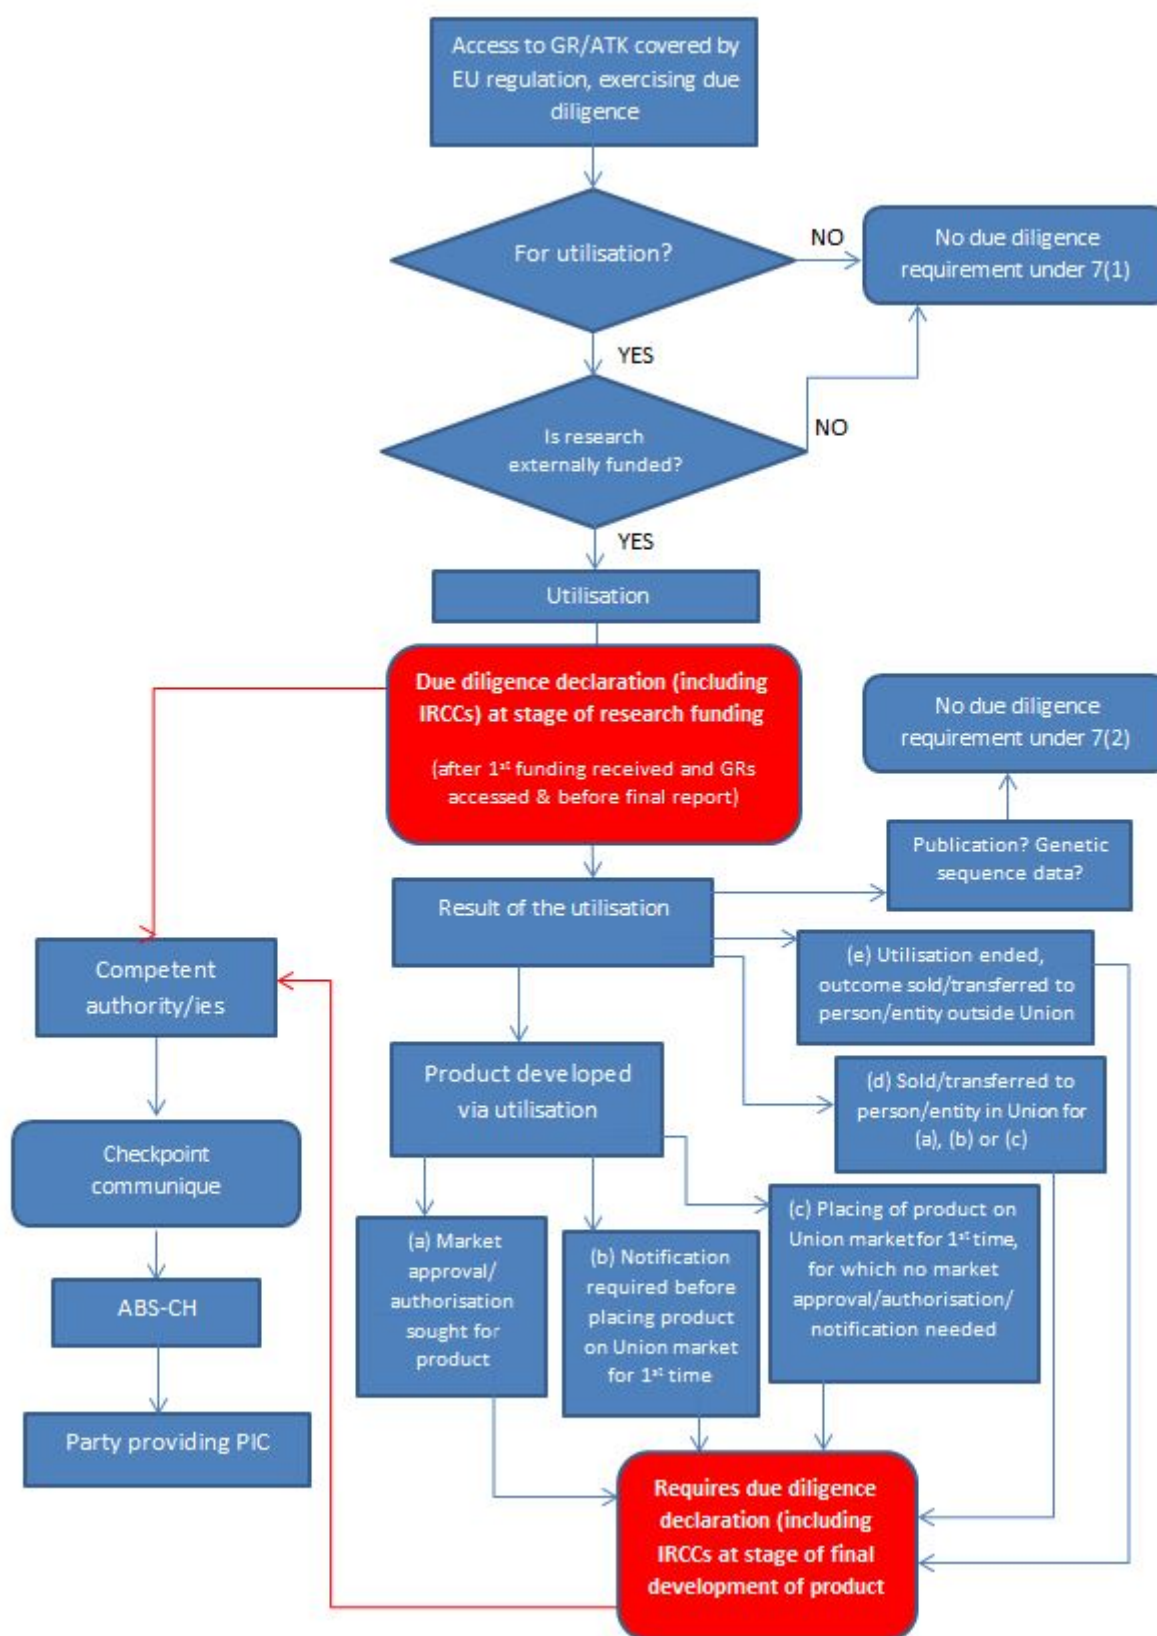 Access to GR/ATK covered by
EU regulation, exercising due
diligence
For utilisation?
NO
No due diligence
requirement under 7(1)
YES
Is research
externally funded?
NO
YES
Utilisation
Due diligence declaration (including
IRCCs) at stage of research funding
(after 1st funding received and GRs
accessed & before final report)
No due diligence
requirement under 7(2)
Publication? Genetic
sequence data?
Result of the utilisation
(e) Utilisation ended,
outcome sold/transferred to
person/entity outside Union
Competent
authority/ies
Product developed
via utilisation
(d) Sold/transferred to
person/entity in Union for
(a), (b) or (c)
Checkpoint
communique
(a) Market
approval/
authorisation
sought for
product
(b) Notification
required before
placing product
on Union market
for 1st time
(c) Placing of product on
Union market for 1st time,
for which no market
approval/authorisation/
notification needed
ABS-CH
Party providing PIC
Requires due diligence
declaration (including
IRCCs at stage of final
development of product